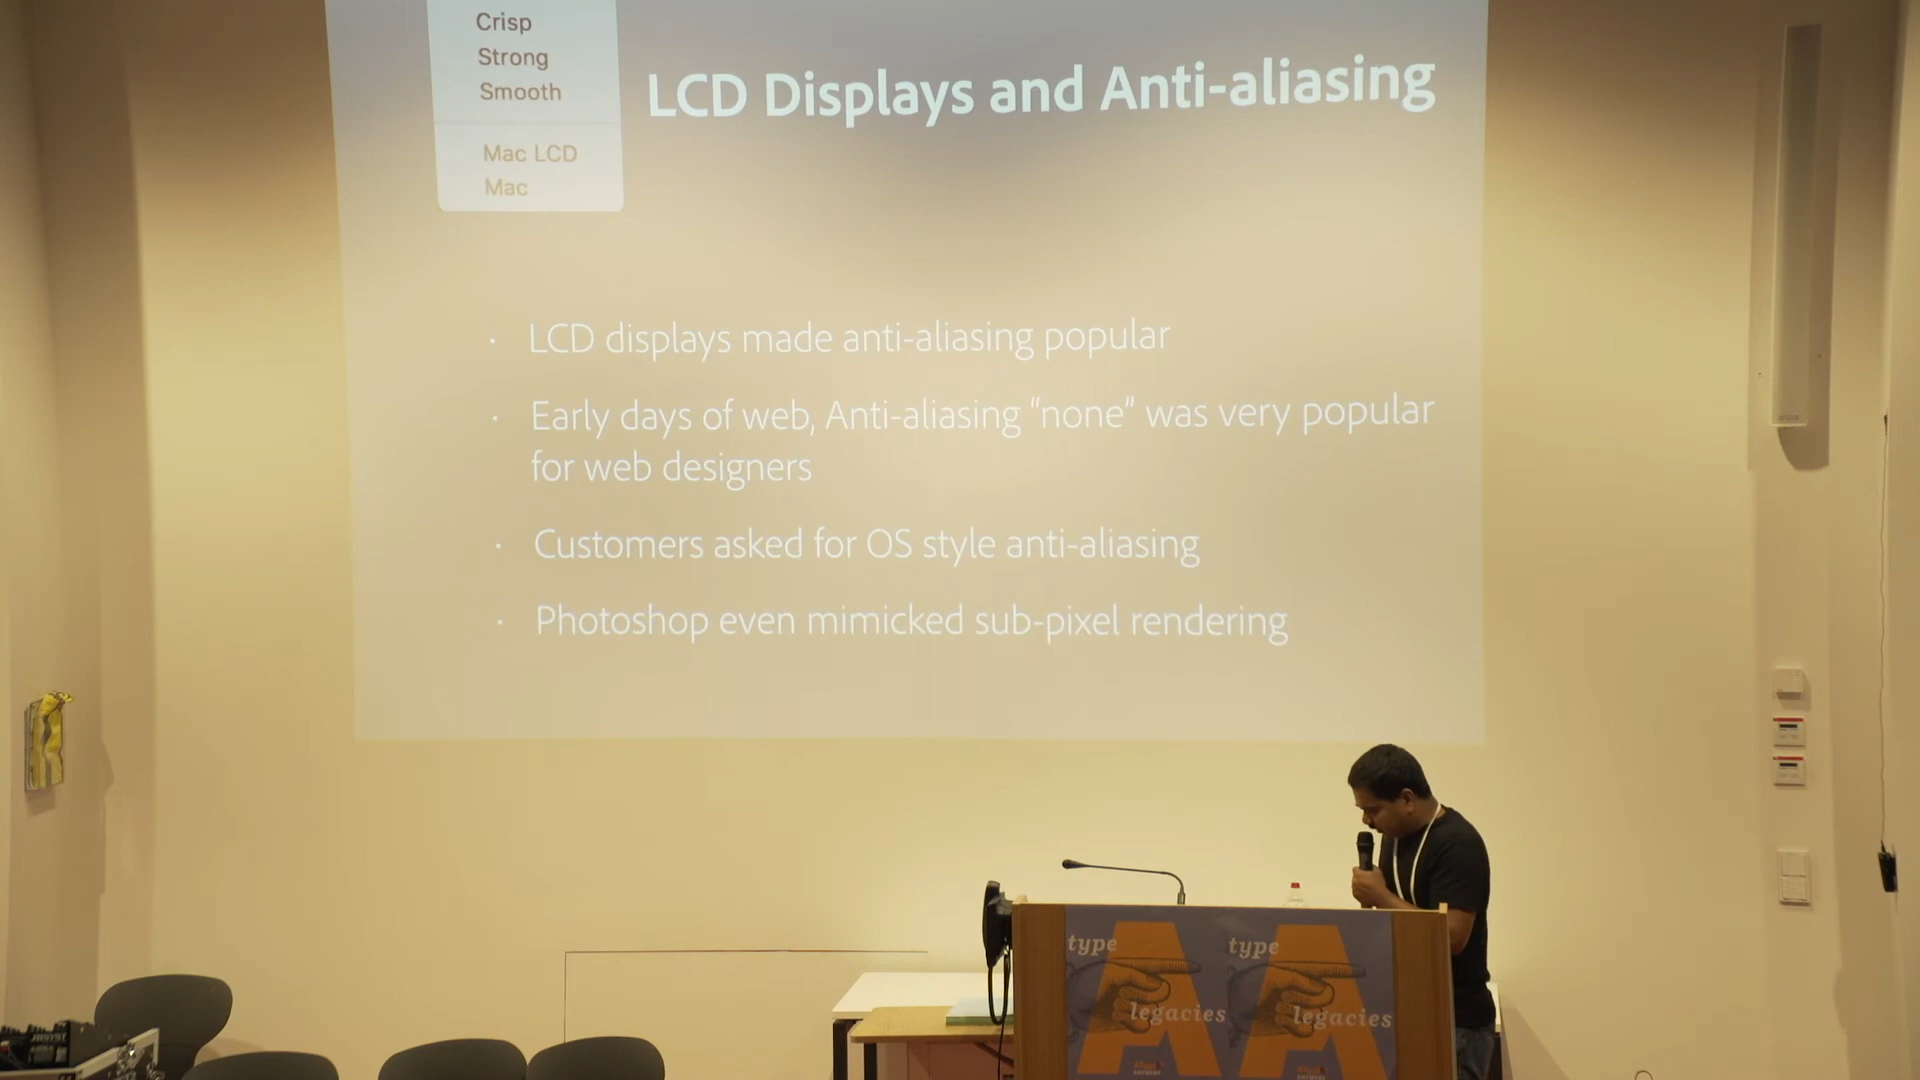 Crisp
Strong
Smooth
Mac LCD
Mac
LCD Displays and Anti-aliasing
· LCD displays made anti-aliasing popular
· Early days of web, Anti-aliasing “none” was very popular
for web designers
· Customers asked for OS style anti-aliasing
· Photoshop even mimicked sub-pixel rendering
type
legacies
type
legacies